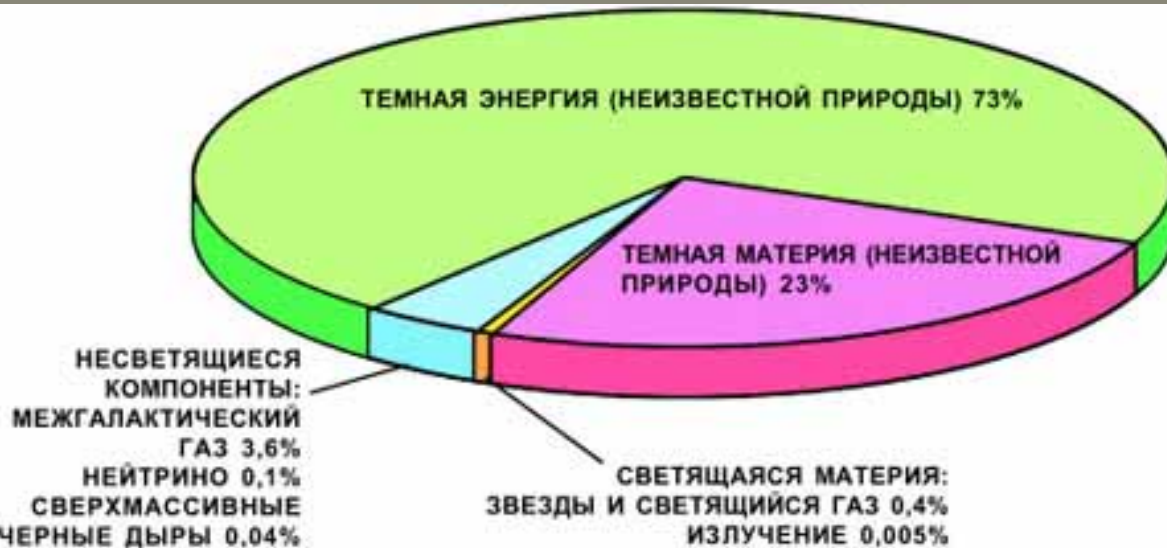 ТЕМНАЯ ЭНЕРГИЯ (НЕИЗВЕСТНОЙ ПРИРОДЫ) 73%
ТЕМНАЯ МАТЕРИЯ (НЕИЗВЕСТНОЙ
ПРИРОДЫ) 23%
НЕСВЕТЯЩИЕСЯ
КОМПОНЕНТЫ:
МЕЖГАЛАКТИЧЕСКИЙ
ГАЗ 3,6%
НЕЙТРИНО 0,1%
СВЕРХМАССИВНЫЕ
ЧЕРНЫЕ ДЫРЫ 0,04%
СВЕТЯЩАЯСЯ МАТЕРИЯ:
ЗВЕЗДЫ И СВЕТЯЩИЙСЯ ГАЗ 0,4%
ИЗЛУЧЕНИЕ 0,005%